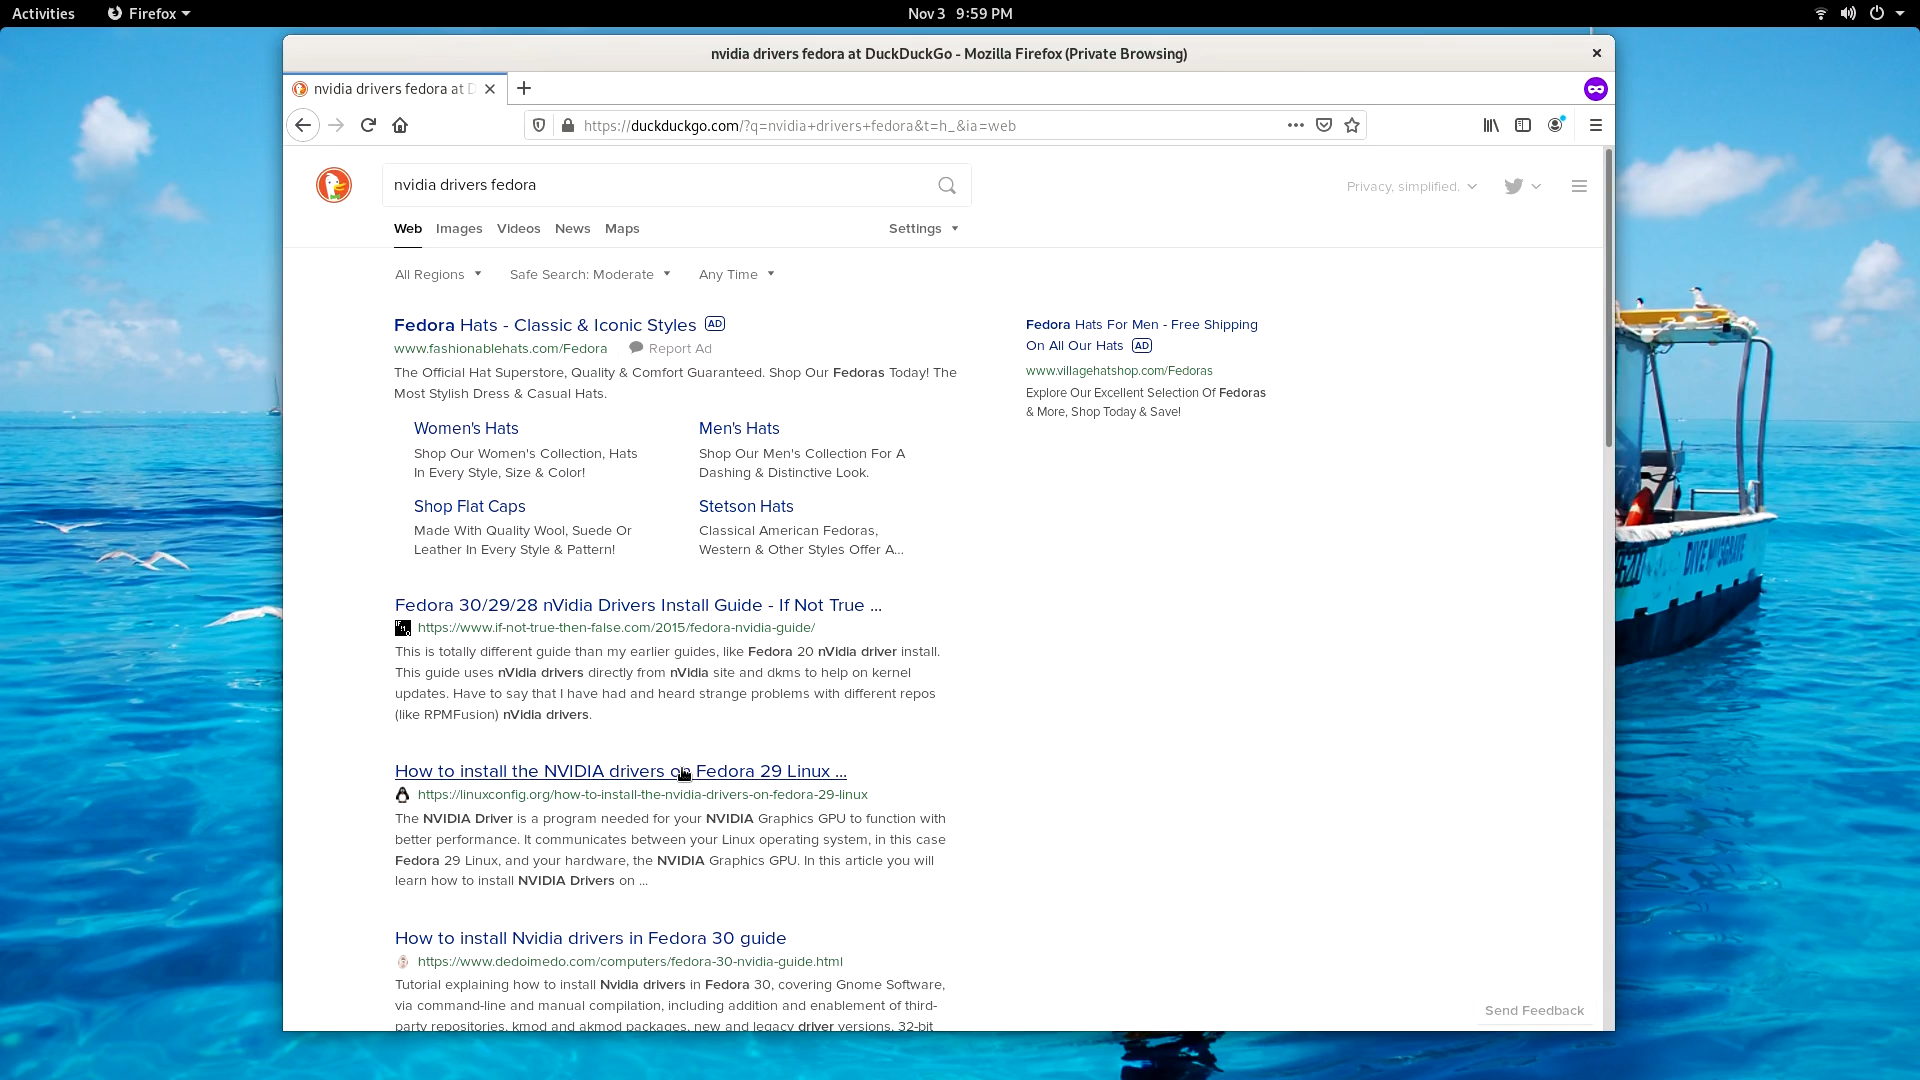 Activities
Firefox
Nov 3 9:59 PM
nvidia drivers fedora at DuckDuckGo - Mozilla Firefox (Private Browsing)
nvidia drivers fedora at D
https://duckduckgo.com/?q=nvidia+drivers+fedora&t=h_&ia=web
nvidia drivers fedora
Privacy, simplified.
Web Images Videos News Maps Settings
All Regions Safe Search: Moderate Any Time
Fedora Hats - Classic & Iconic Styles AD
www.fashionablehats.com/Fedora Report Ad
The Official Hat Superstore, Quality & Comfort Guaranteed. Shop Our Fedoras Today! The
Most Stylish Dress & Casual Hats.
Women's Hats
Shop Our Women's Collection, Hats
In Every Style, Size & Color!
Men's Hats
Shop Our Men's Collection For A
Dashing & Distinctive Look.
Shop Flat Caps
Made With Quality Wool, Suede Or
Leather In Every Style & Pattern!
Stetson Hats
Classical American Fedoras,
Western & Other Styles Offer A...
Fedora Hats For Men - Free Shipping
On All Our Hats AD
www.villagehatshop.com/Fedoras
Explore Our Excellent Selection Of Fedoras
& More, Shop Today & Save!
Fedora 30/29/28 nVidia Drivers Install Guide - If Not True ...
https://www.if-not-true-then-false.com/2015/fedora-nvidia-guide/
This is totally different guide than my earlier guides, like Fedora 20 nVidia driver install.
This guide uses nVidia drivers directly from nVidia site and dkms to help on kernel
updates. Have to say that I have had and heard strange problems with different repos
(like RPMFusion) nVidia drivers.
How to install the NVIDIA drivers on Fedora 29 Linux ...
https://linuxconfig.org/how-to-install-the-nvidia-drivers-on-fedora-29-linux
The NVIDIA Driver is a program needed for your NVIDIA Graphics GPU to function with
better performance. It communicates between your Linux operating system, in this case
Fedora 29 Linux, and your hardware, the NVIDIA Graphics GPU. In this article you will
learn how to install NVIDIA Drivers on ...
How to install Nvidia drivers in Fedora 30 guide
https://www.dedoimedo.com/computers/fedora-30-nvidia-guide.html
Tutorial explaining how to install Nvidia drivers in Fedora 30, covering Gnome Software,
via command-line and manual compilation, including addition and enablement of third-
party repositories, kmod and akmod packages, new and legacy driver versions, 32-bit
Send Feedback
DIVE